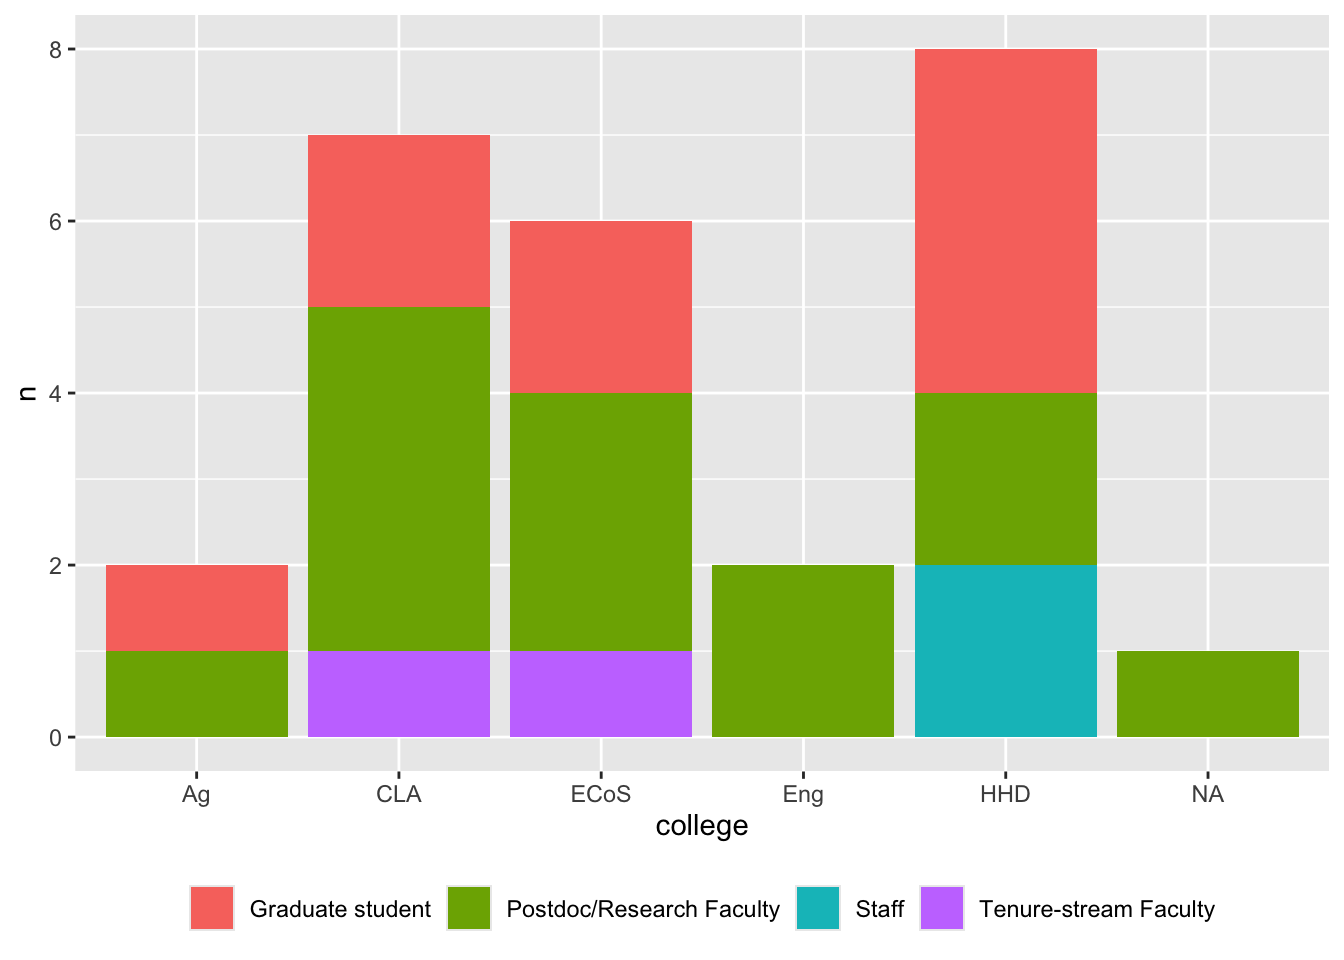 8
6
4
2
0
n
Ag CLA ECoS Eng HHD NA
college
Graduate student Postdoc/Research Faculty Staff Tenure-stream Faculty